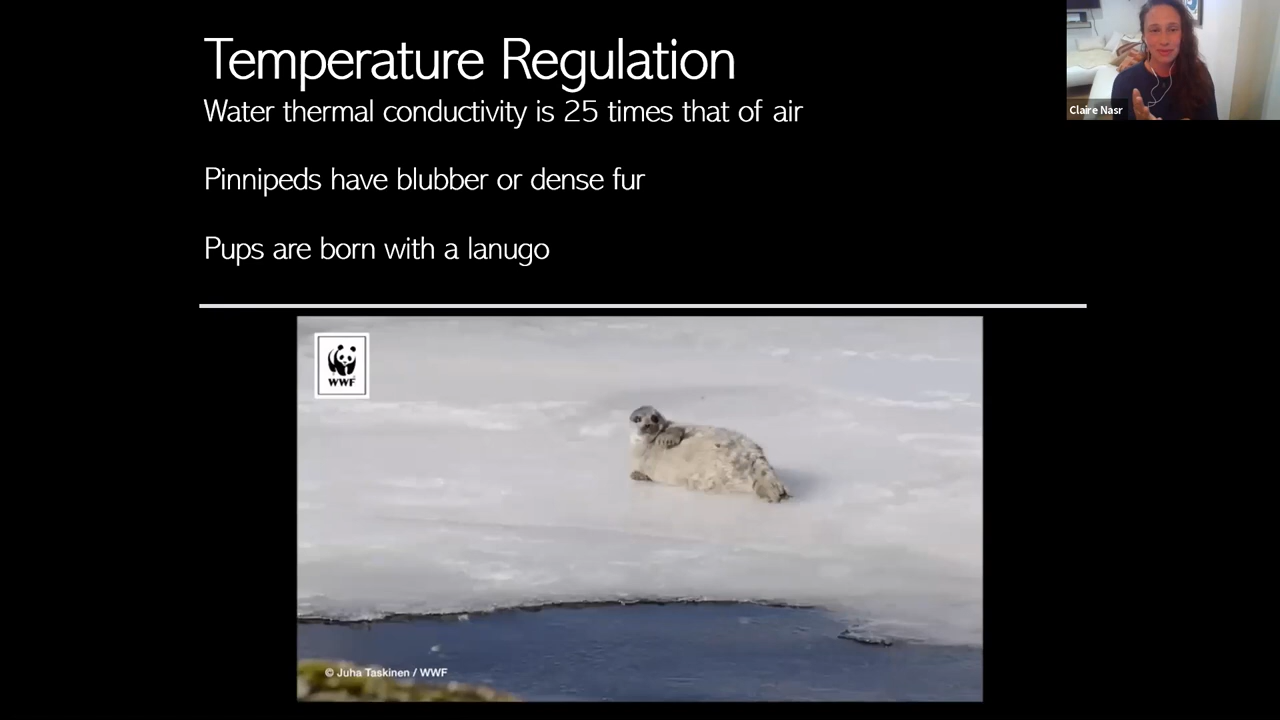 Temperature Regulation
Water thermal conductivity is 25 times that of air
Pinnipeds have blubber or dense fur
Pups are born with a lanugo
Claire Nasr
WWF
© Juha Taskinen / WWF